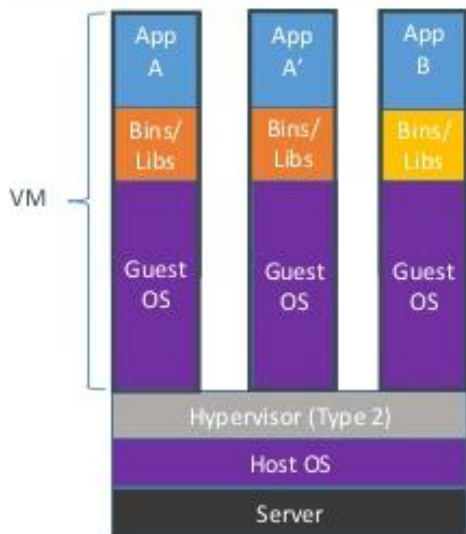 App
A
App
A'
App
B
Bins/
Libs
Bins/
Libs
Bins/
Libs
VM
Guest
OS
Guest
OS
Guest
OS
Hypervisor (Type 2)
Host OS
Server